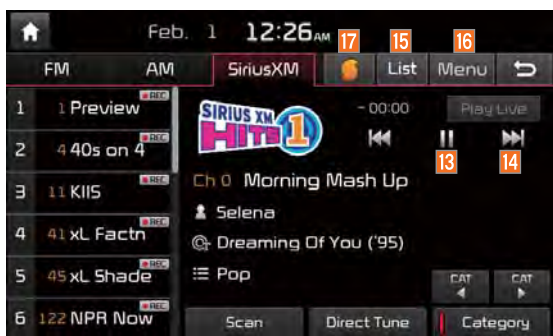 Feb. 1 12:26 AM
17 15 16
FM AM SiriusXM List Menu
1 1 Preview REC
2 4 40s on 4 REC
3 11 KIIS REC
4 41 xL Factn REC
5 45 xL Shade REC
6 122 NPR Now REC
SIRIUS XM
HITS 1
- 00:00 Play Live
13 14
Ch 0 Morning Mash Up
Selena
Dreaming Of You ('95)
Pop
CAT CAT
Scan Direct Tune Category